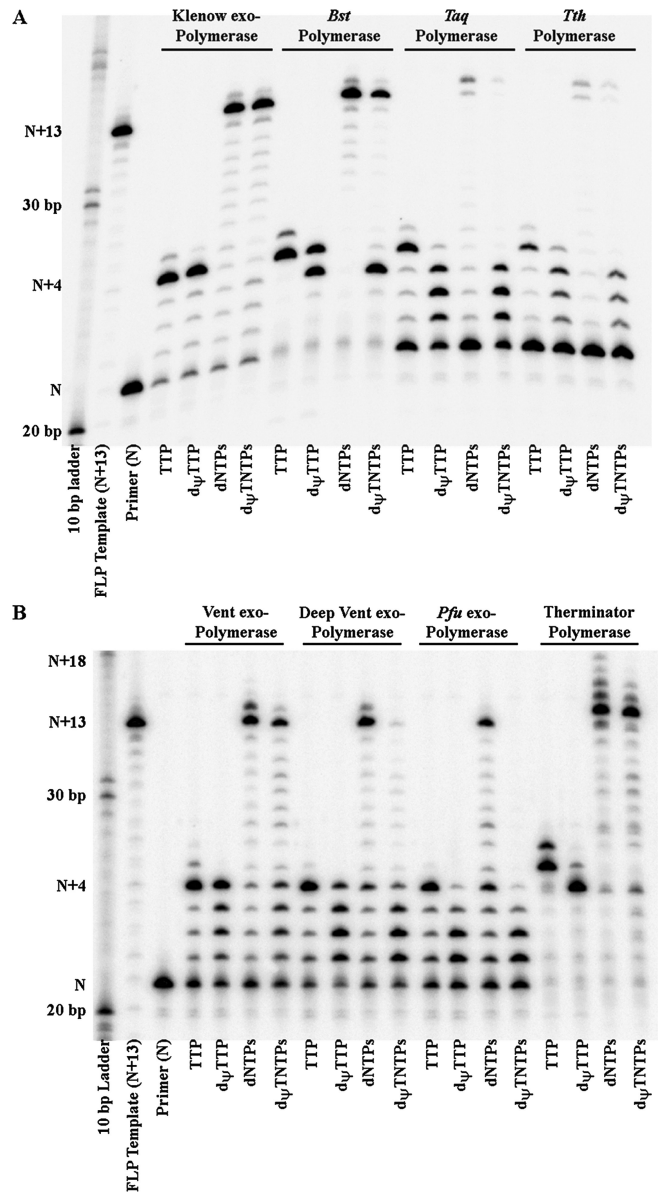 A
Klenow exo- Bst Taq Tth
Polymerase Polymerase Polymerase Polymerase
N+13
30 bp
N+4
N
20 bp
10 bp ladder
FLP Template (N+13)
Primer (N)
TTP
dψTTP
dNTPs
dψTNTPs
TTP
dψTTP
dNTPs
dψTNTPs
TTP
dψTTP
dNTPs
dψTNTPs
TTP
dψTTP
dNTPs
dψTNTPs
B
Vent exo- Deep Vent exo- Pfu exo- Therminator
Polymerase Polymerase Polymerase Polymerase
N+18
N+13
30 bp
N+4
N
20 bp
10 bp Ladder
FLP Template (N+13)
Primer (N)
TTP
dψTTP
dNTPs
dψTNTPs
TTP
dψTTP
dNTPs
dψTNTPs
TTP
dψTTP
dNTPs
dψTNTPs
TTP
dψTTP
dNTPs
dψTNTPs